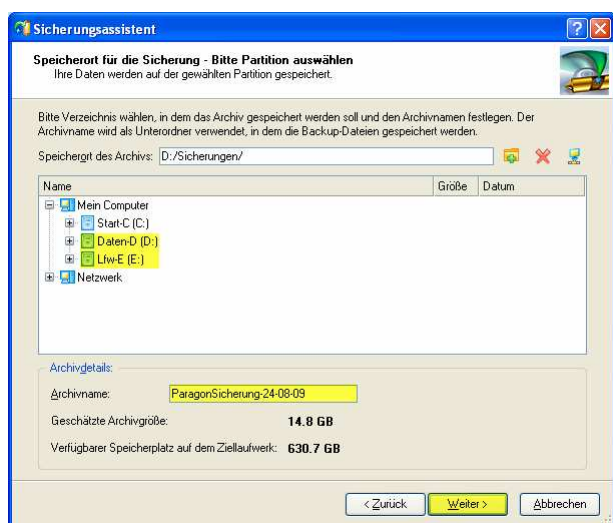 Sicherungsassistent
Speicherort für die Sicherung - Bitte Partition auswählen
Ihre Daten werden auf der gewählten Partition gespeichert.
Bitte Verzeichnis wählen, in dem das Archiv gespeichert werden soll und den Archivnamen festlegen. Der
Archivname wird als Unterordner verwendet, in dem die Backup-Dateien gespeichert werden.
Speicherort des Archivs: D:/Sicherungen/
Name Größe Datum
Mein Computer
Start-C (C:)
Daten-D (D:)
Lfw-E (E:)
Netzwerk
Archivdetails:
Archivname: ParagonSicherung-24-08-09
Geschätzte Archivgröße: 14.8 GB
Verfügbarer Speicherplatz auf dem Ziellaufwerk: 630.7 GB
< Zurück Weiter > Abbrechen